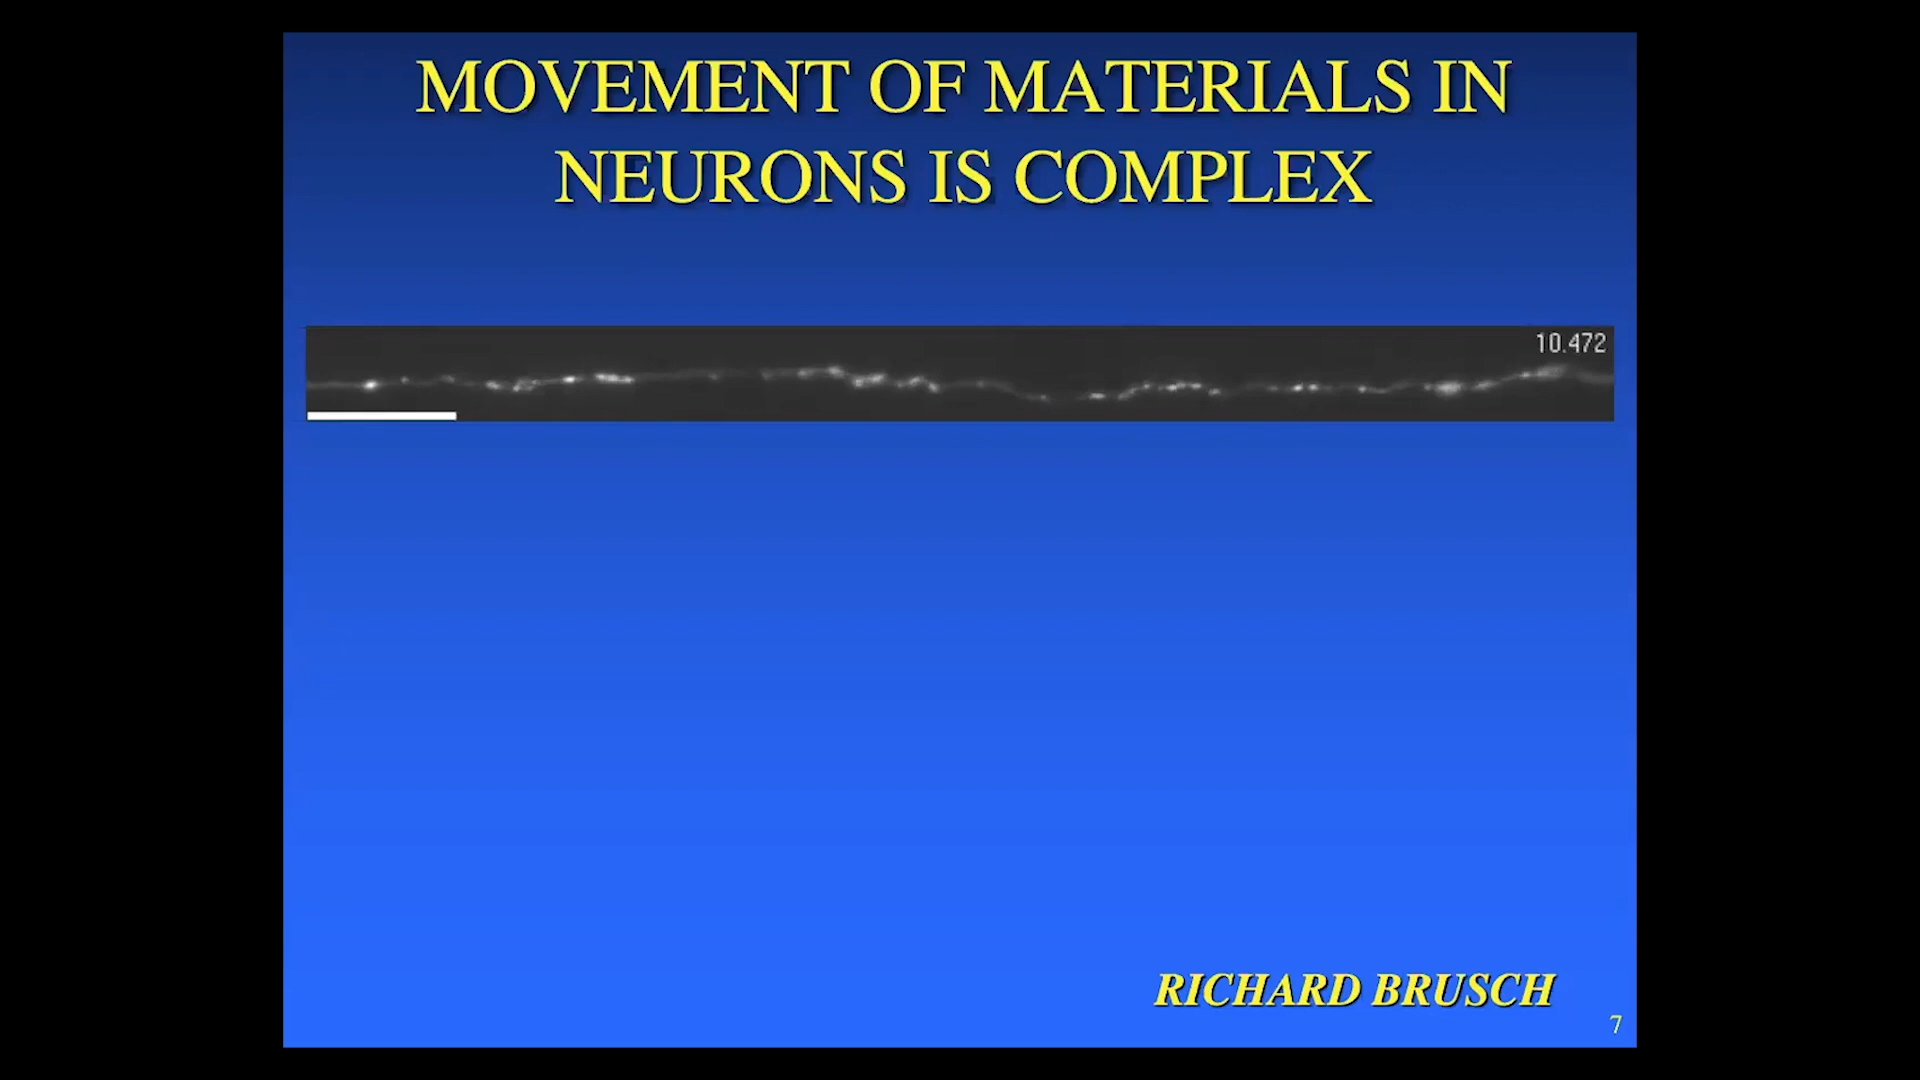 MOVEMENT OF MATERIALS IN
NEURONS IS COMPLEX
10.472
RICHARD BRUSCH
7